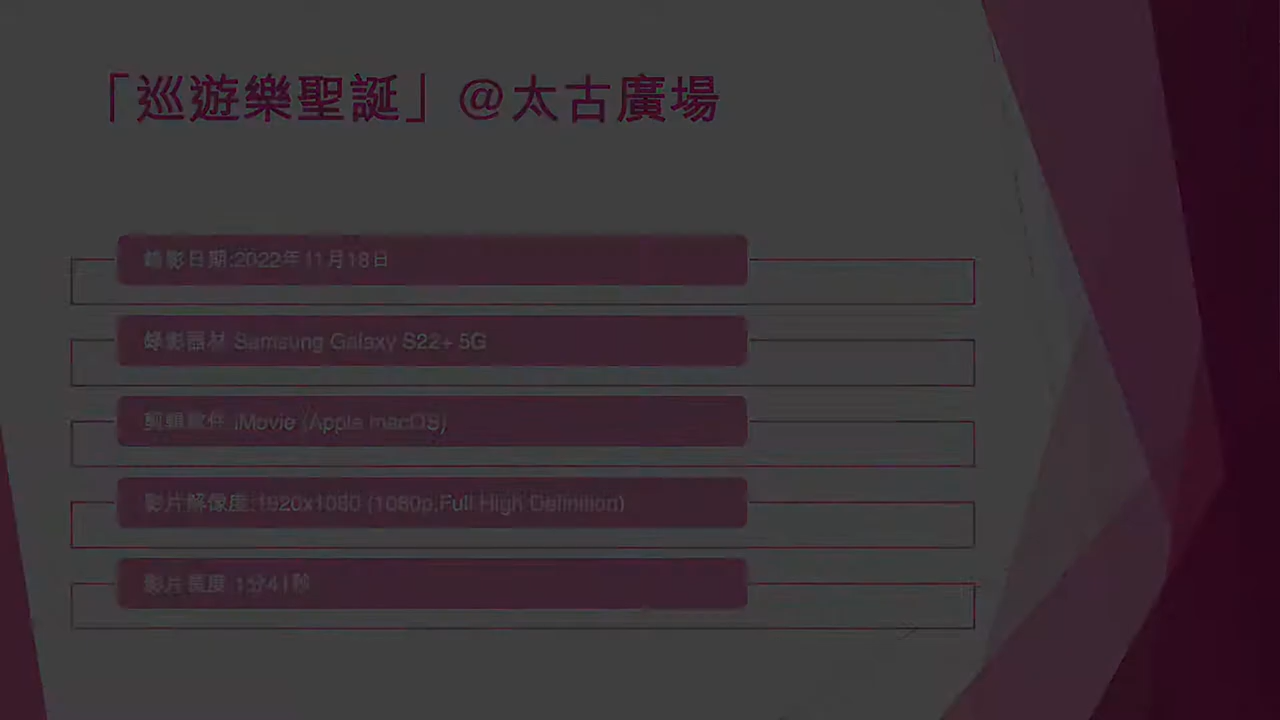 「巡遊樂聖誕」@太古廣場
錄影日期:2022年11月18日
錄影器材:Samsung Galaxy S22+ 5G
剪輯軟件:iMovie (Apple macOS)
影片解像度:1920x1080 (1080p,Full High Definition)
影片長度:1分41秒